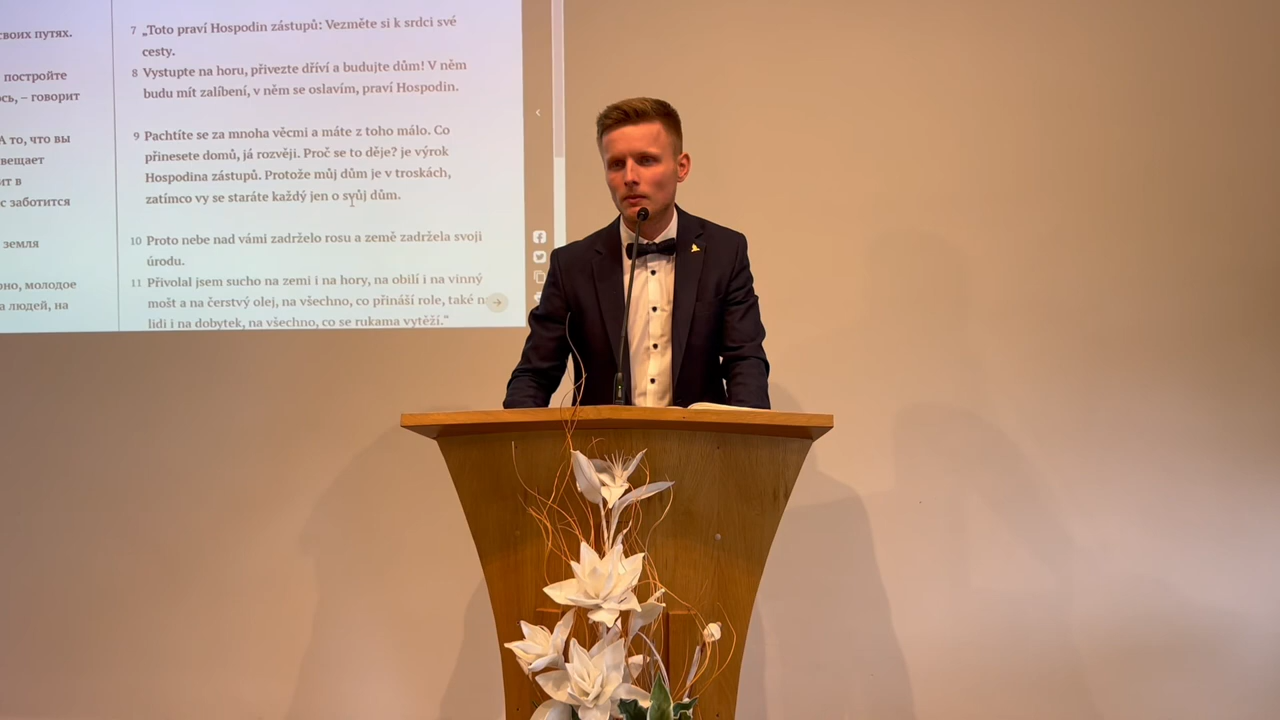 своих путях.
постройте
сь, – говорит
А то, что вы
вещает
ит в
с заботится
земля
рно, молодое
а людей, на
7 „Toto praví Hospodin zástupů: Vezměte si k srdci své
cesty.
8 Vystupte na horu, přivezte dříví a budujte dům! V něm
budu mít zalíbení, v něm se oslavím, praví Hospodin.
9 Pachtíte se za mnoha věcmi a máte z toho málo. Co
přinesete domů, já rozvěji. Proč se to děje? je výrok
Hospodina zástupů. Protože můj dům je v troskách,
zatímco vy se staráte každý jen o svůj dům.
10 Proto nebe nad vámi zadrželo rosu a země zadržela svoji
úrodu.
11 Přivolal jsem sucho na zemi i na hory, na obilí i na vinný
mošt a na čerstvý olej, na všechno, co přináší role, také n
lidi i na dobytek, na všechno, co se rukama vytěží.“